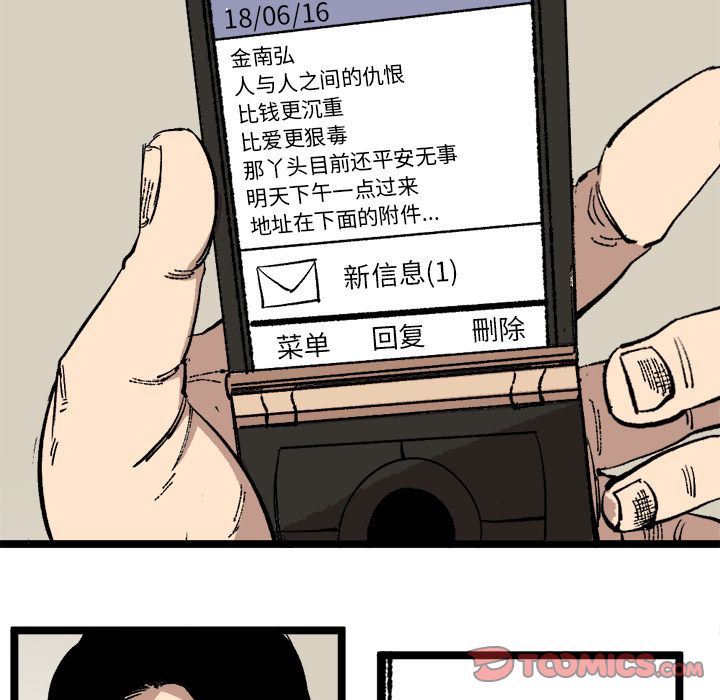 18/06/16
金南弘
人与人之间的仇恨
比钱更沉重
比爱更狠毒
那丫头目前还平安无事
明天下午一点过来
地址在下面的附件...
新信息(1)
菜单 回复 刪除
TOOMICS.COM